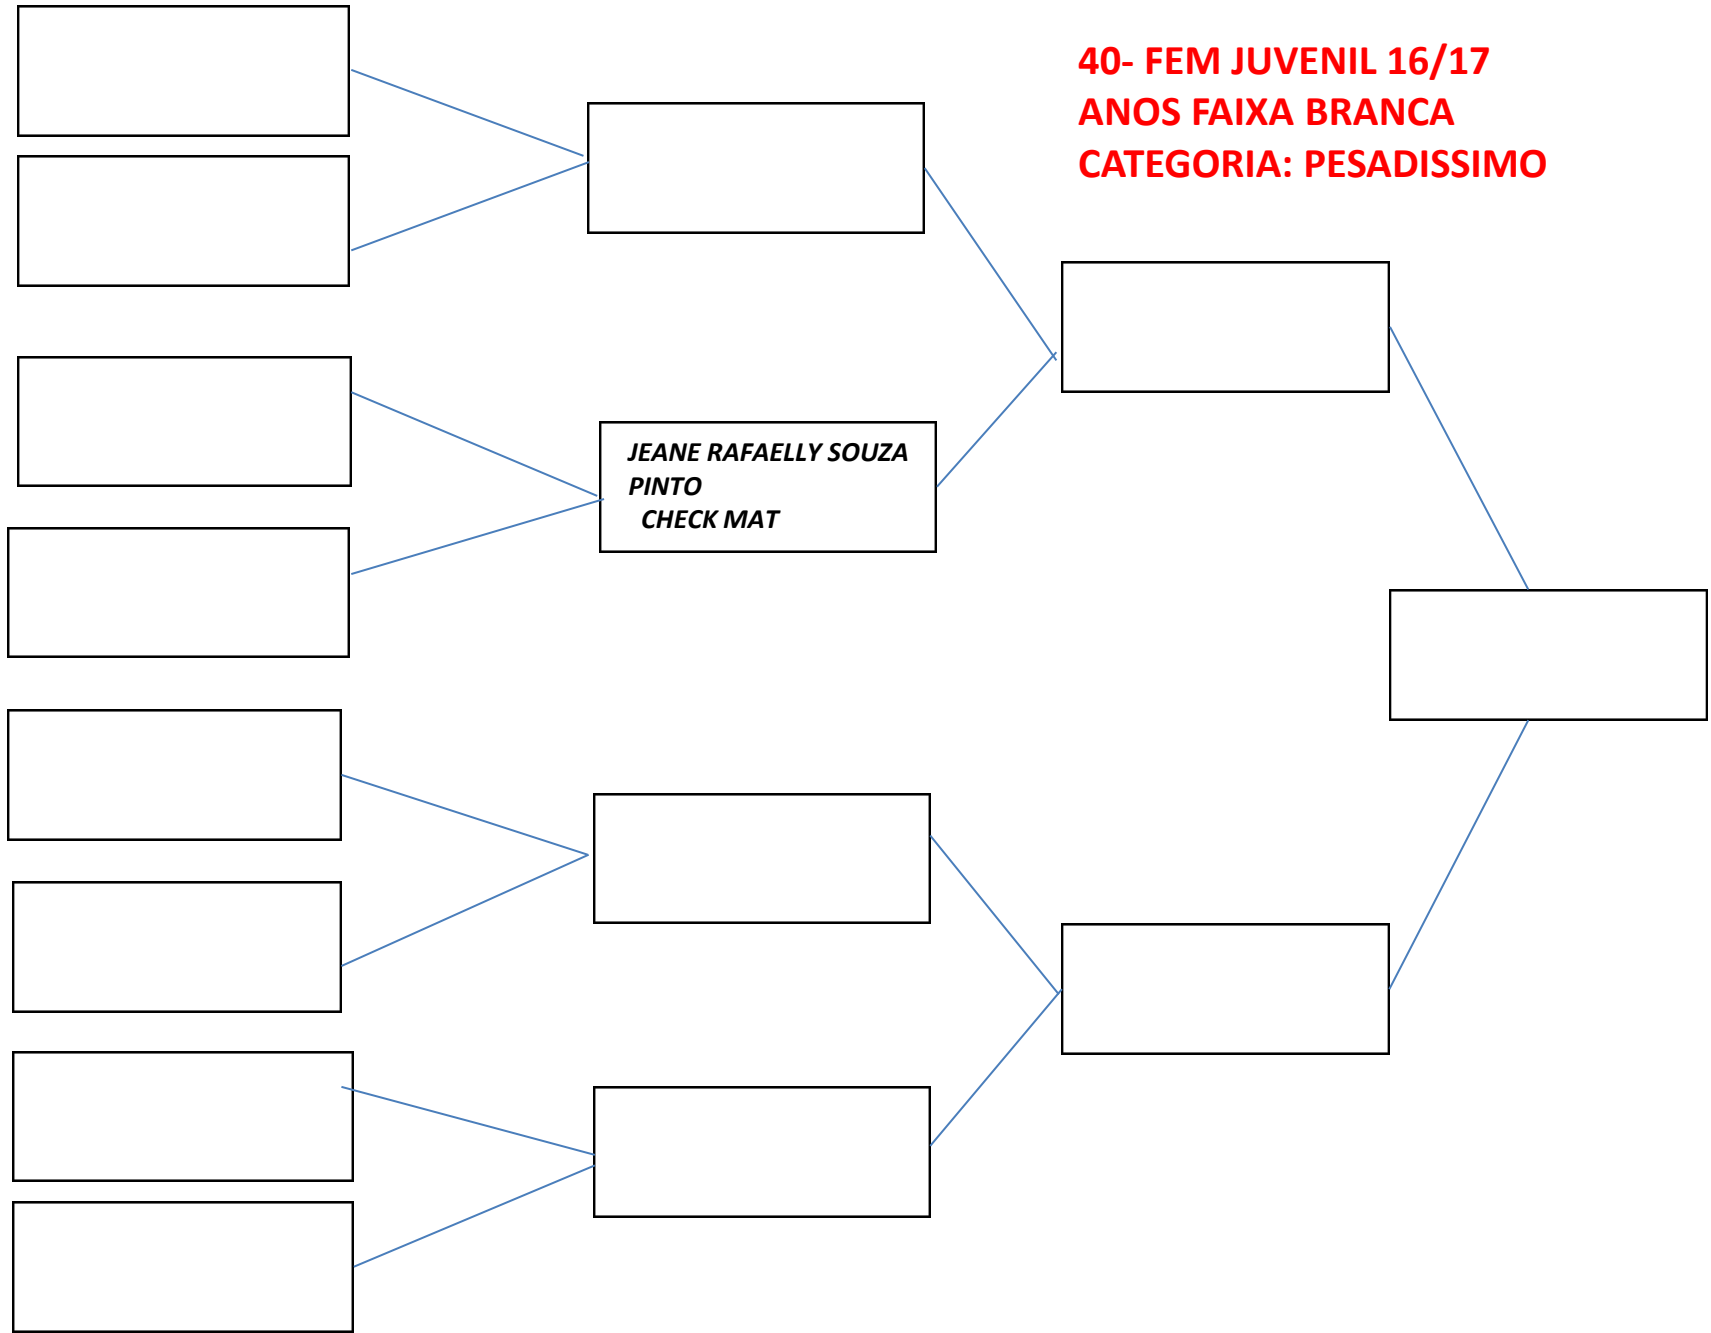 40- FEM JUVENIL 16/17
ANOS FAIXA BRANCA
CATEGORIA: PESADISSIMO
JEANE RAFAELLY SOUZA
PINTO
CHECK MAT